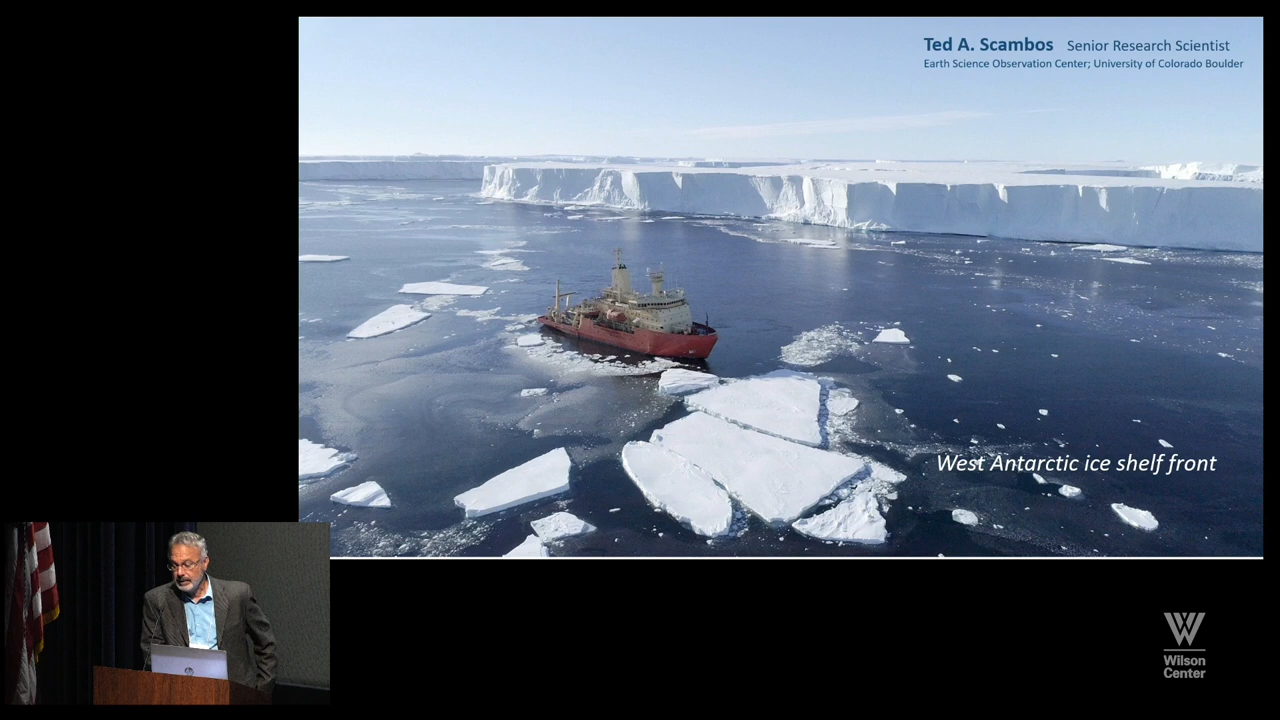 Ted A. Scambos Senior Research Scientist
Earth Science Observation Center; University of Colorado Boulder
West Antarctic ice shelf front
Wilson
Center